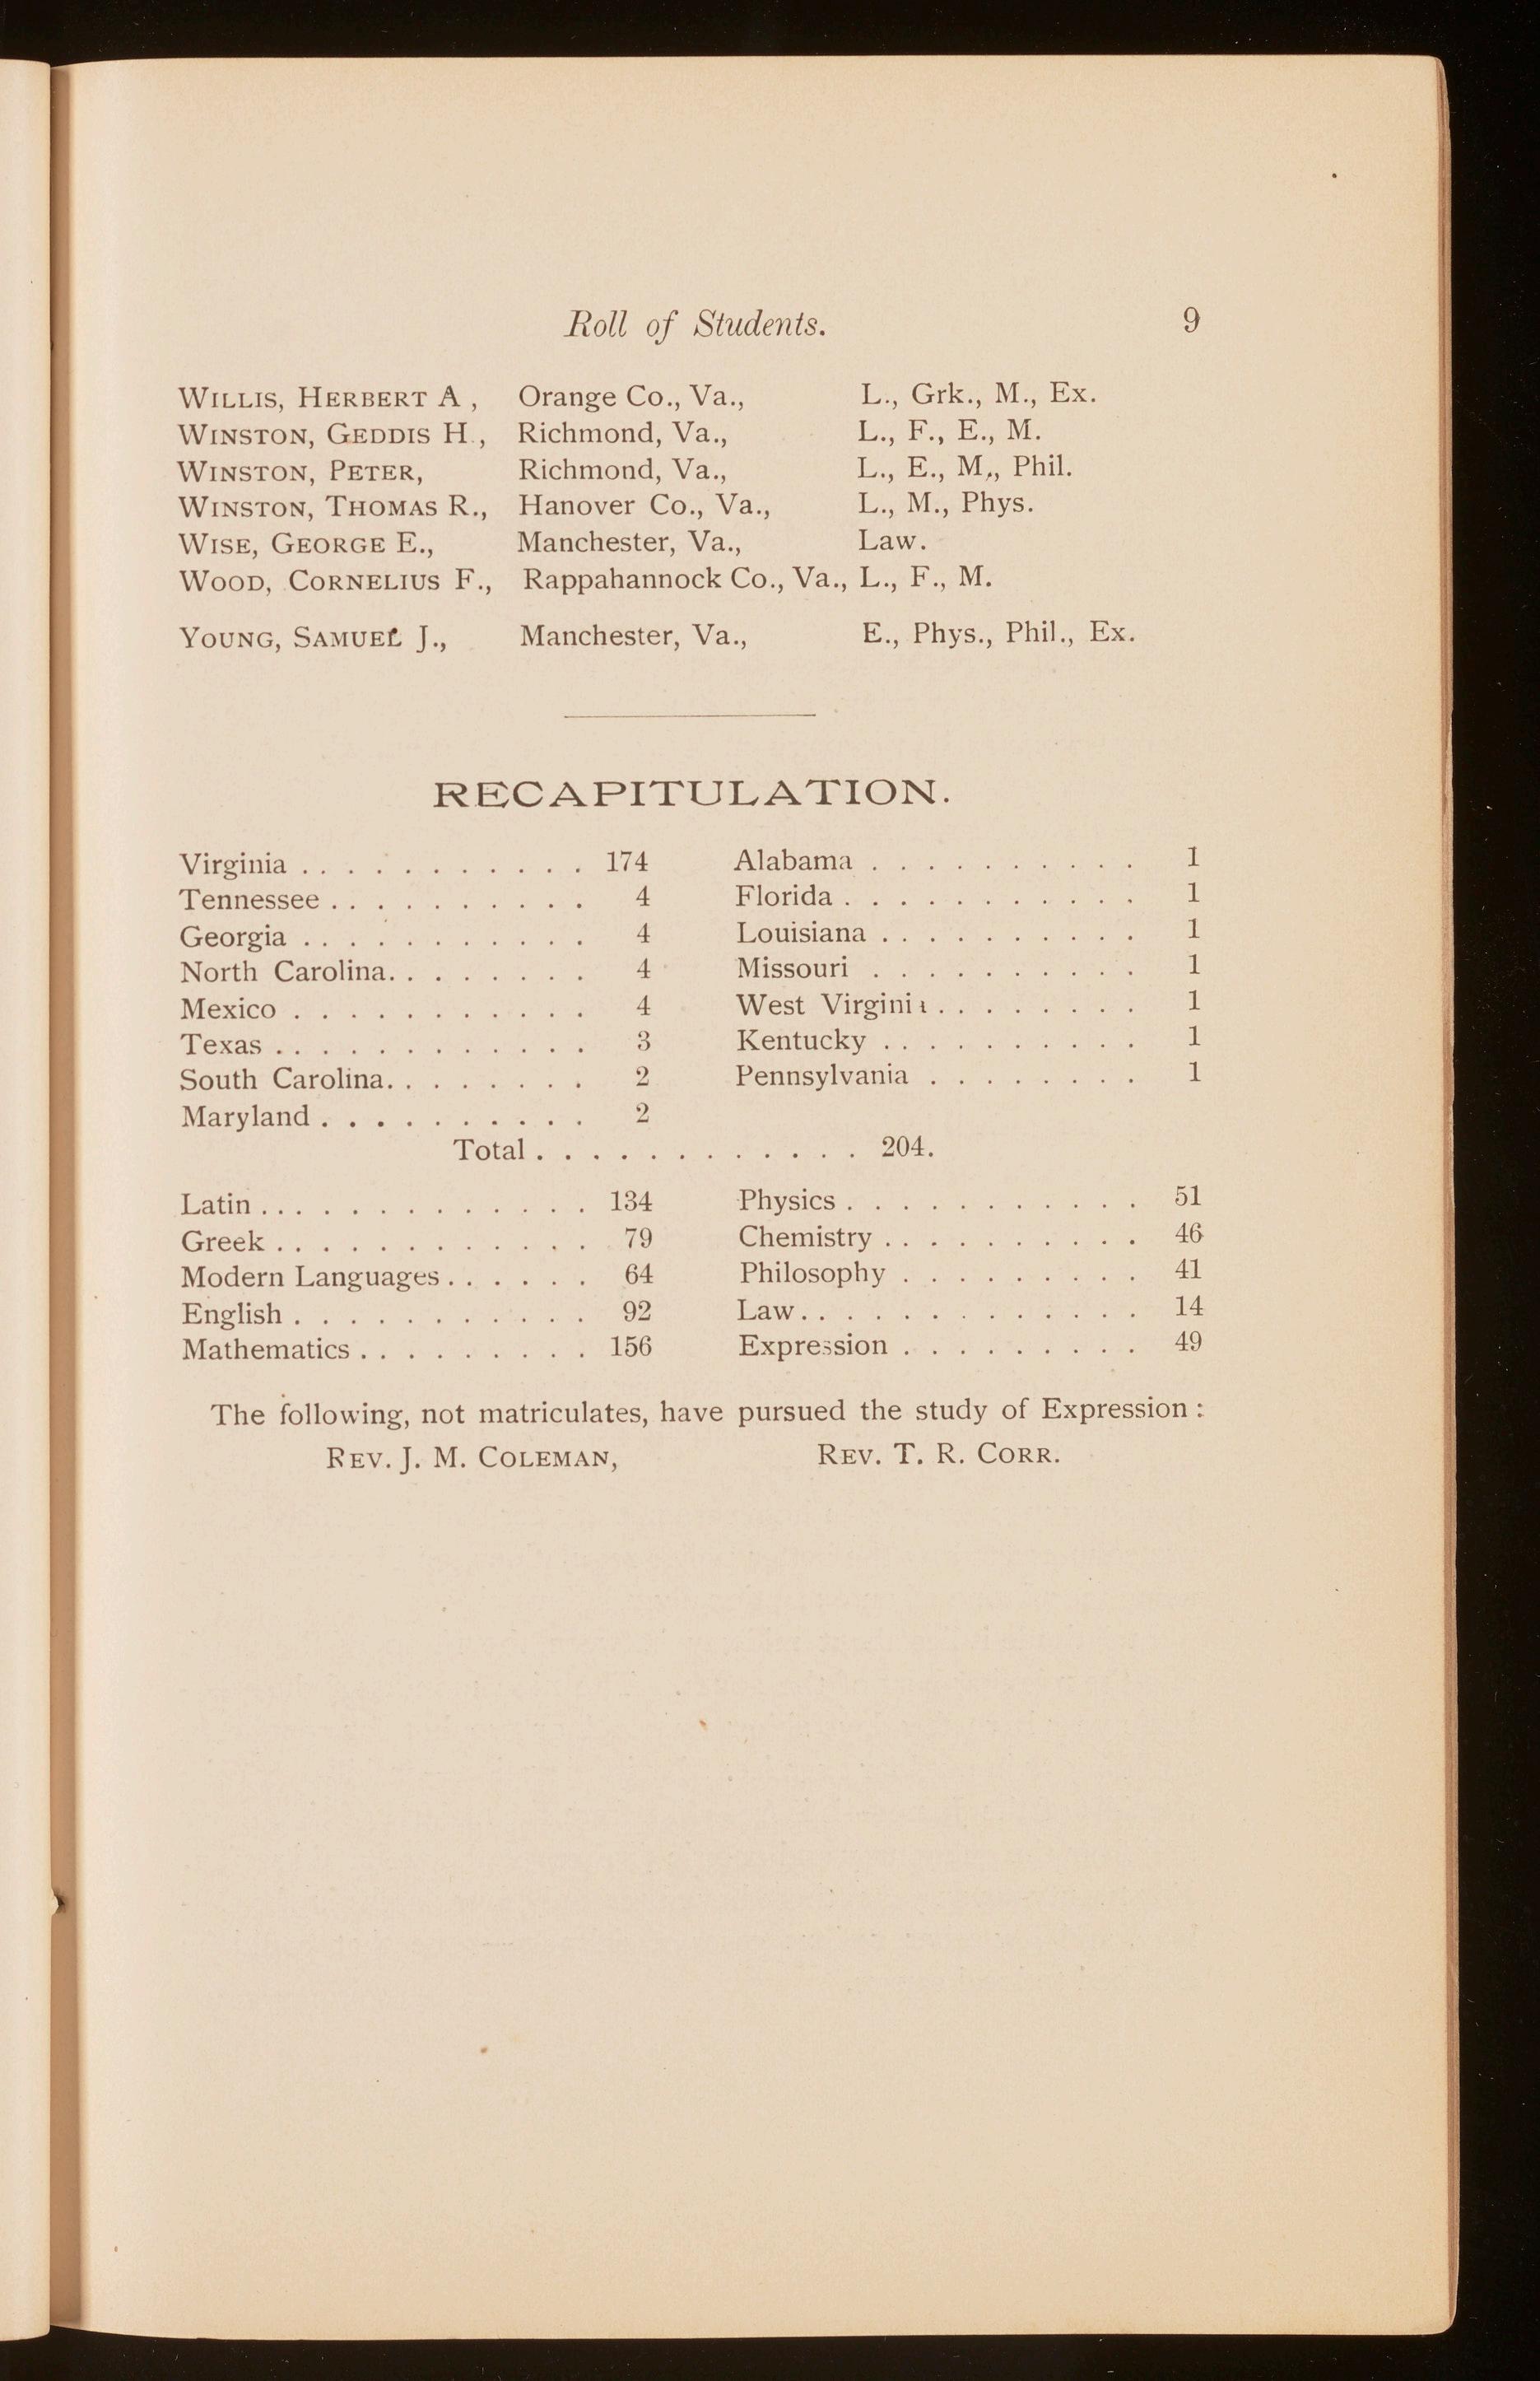 Roll of Students. 9
WILLIS, HERBERT A , Orange Co., Va., L., Grk., M., Ex.
WINSTON, GEDDIS H., Richmond, Va., L., F., E., M.
WINSTON, PETER, Richmond, Va., L., E., M., Phil.
WINSTON, THOMAS R., Hanover Co., Va., L., M., Phys.
WISE, GEORGE E., Manchester, Va., Law.
WOOD, CORNELIUS F., Rappahannock Co., Va., L., F., M.
YOUNG, SAMUEL J., Manchester, Va., E., Phys., Phil., Ex.
RECAPITULATION.
Virginia . . . . . . . . . . . . 174 Alabama . . . . . . . . . . 1
Tennessee . . . . . . . . . . 4 Florida . . . . . . . . . . . 1
Georgia . . . . . . . . . . . 4 Louisiana . . . . . . . . . . 1
North Carolina. . . . . . . . 4 Missouri . . . . . . . . . . 1
Mexico . . . . . . . . . . . 4 West Virginia . . . . . . . . 1
Texas . . . . . . . . . . . . 3 Kentucky . . . . . . . . . . 1
South Carolina. . . . . . . . 2 Pennsylvania . . . . . . . . 1
Maryland . . . . . . . . . . 2
Total . . . . . . . . . . . . 204.
Latin . . . . . . . . . . . . . 134 Physics . . . . . . . . . . . 51
Greek . . . . . . . . . . . . 79 Chemistry . . . . . . . . . . 46
Modern Languages . . . . . . 64 Philosophy . . . . . . . . . 41
English . . . . . . . . . . . 92 Law . . . . . . . . . . . . . 14
Mathematics . . . . . . . . . 156 Expression . . . . . . . . . 49
The following, not matriculates, have pursued the study of Expression :
REV. J. M. COLEMAN, REV. T. R. CORR.